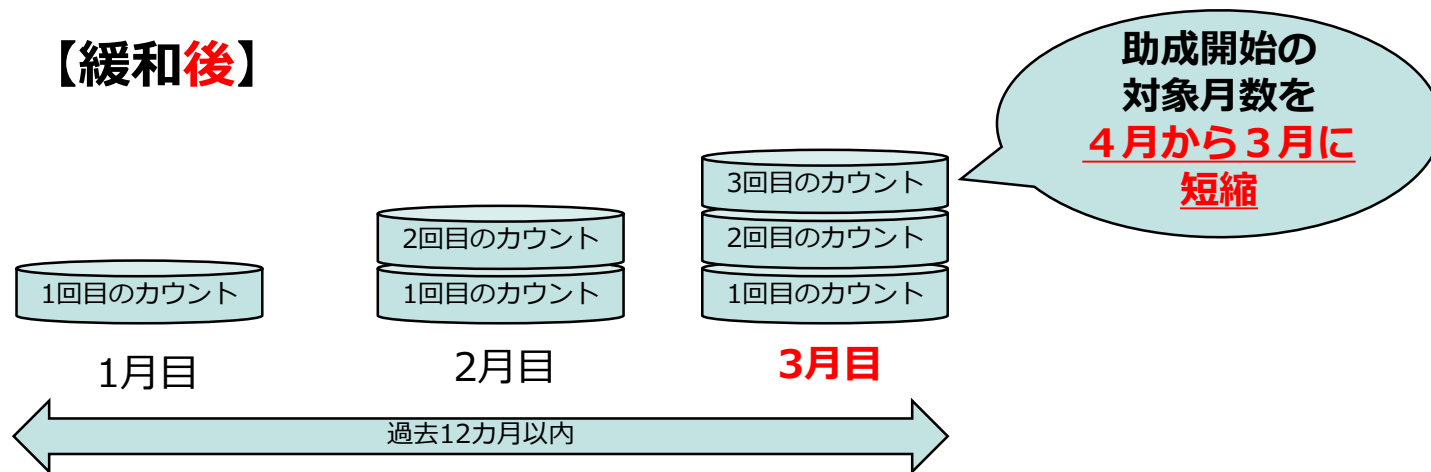 【緩和後】
助成開始の
対象月数を
４月から３月に
短縮
1回目のカウント
2回目のカウント
1回目のカウント
3回目のカウント
2回目のカウント
1回目のカウント
1月目
2月目
3月目
過去12カ月以内